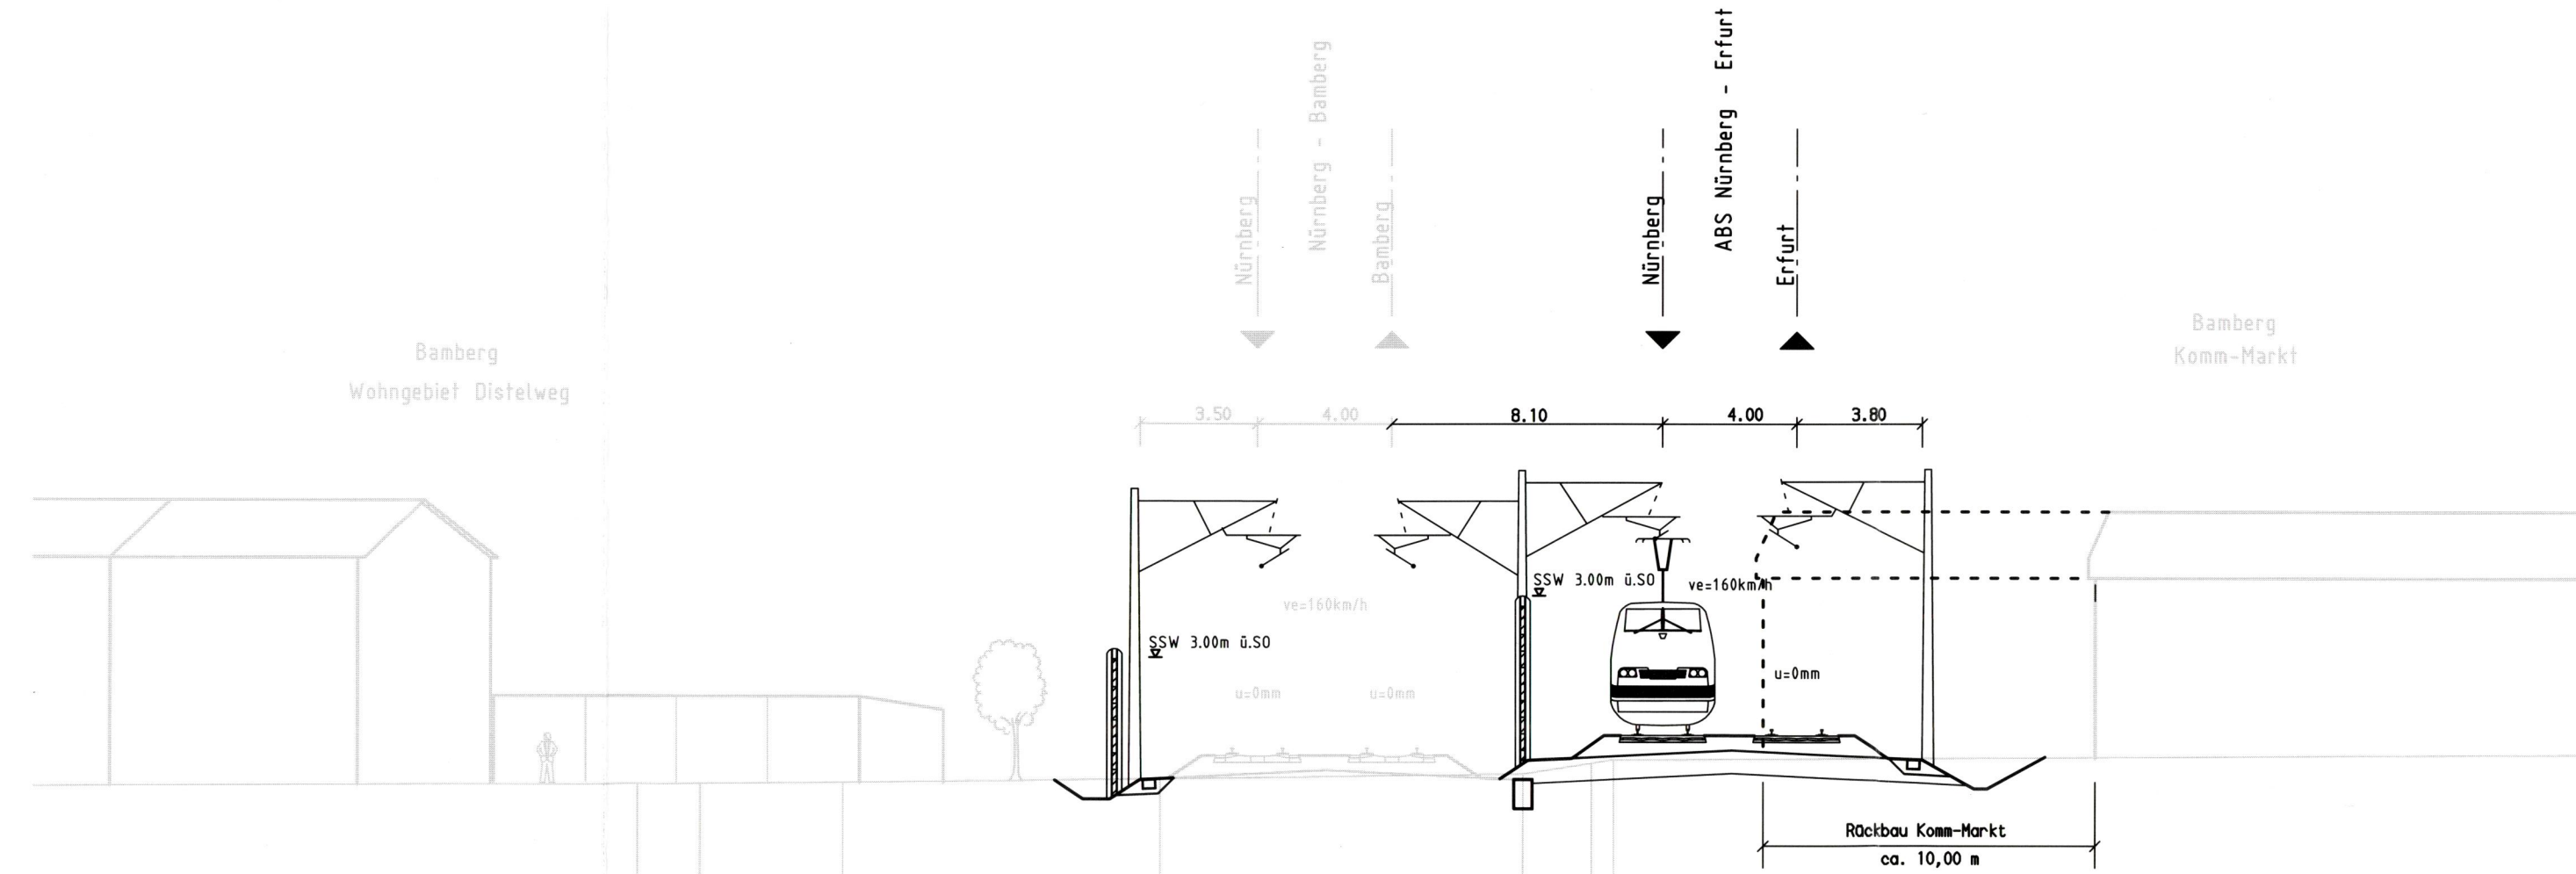 Nürnberg - Bamberg
ABS Nürnberg - Erfurt
Nürnberg
Bamberg
Nürnberg
Erfurt
Bamberg
Wohngebiet Distelweg
Bamberg
Komm-Markt
3.50
4.00
8.10
4.00
3.80
SSW 3.00m ü.SO
ve=160km/h
ve=160km/h
SSW 3.00m ü.SO
u=0mm
u=0mm
u=0mm
Rückbau Komm-Markt
ca. 10,00 m